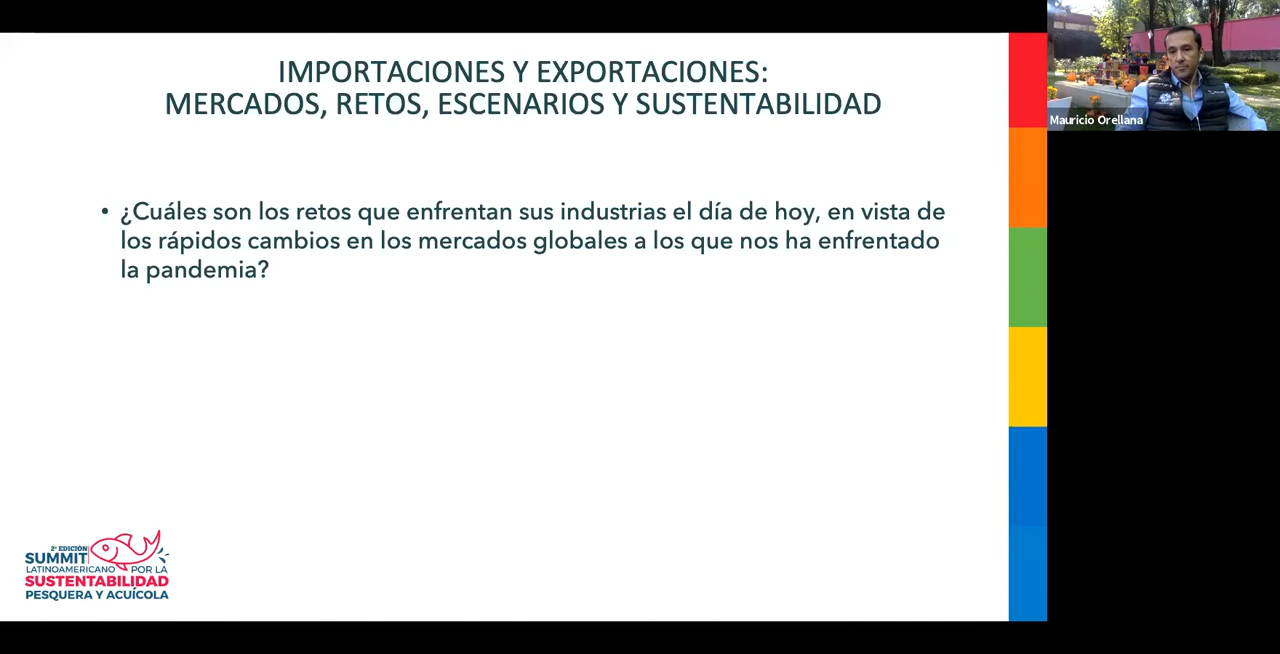 IMPORTACIONES Y EXPORTACIONES:
MERCADOS, RETOS, ESCENARIOS Y SUSTENTABILIDAD
• ¿Cuáles son los retos que enfrentan sus industrias el día de hoy, en vista de
los rápidos cambios en los mercados globales a los que nos ha enfrentado
la pandemia?
Mauricio Orellana
2ª EDICIÓN
SUMMIT
LATINOAMERICANO POR LA
SUSTENTABILIDAD
PESQUERA Y ACUÍCOLA